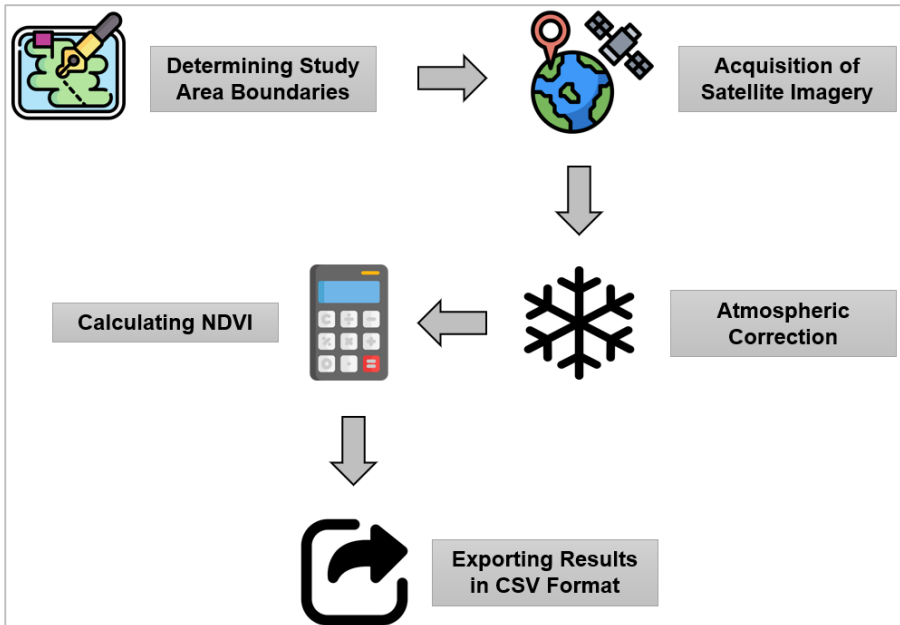 Determining Study
Area Boundaries
Acquisition of
Satellite Imagery
Atmospheric
Correction
Calculating NDVI
Exporting Results
in CSV Format